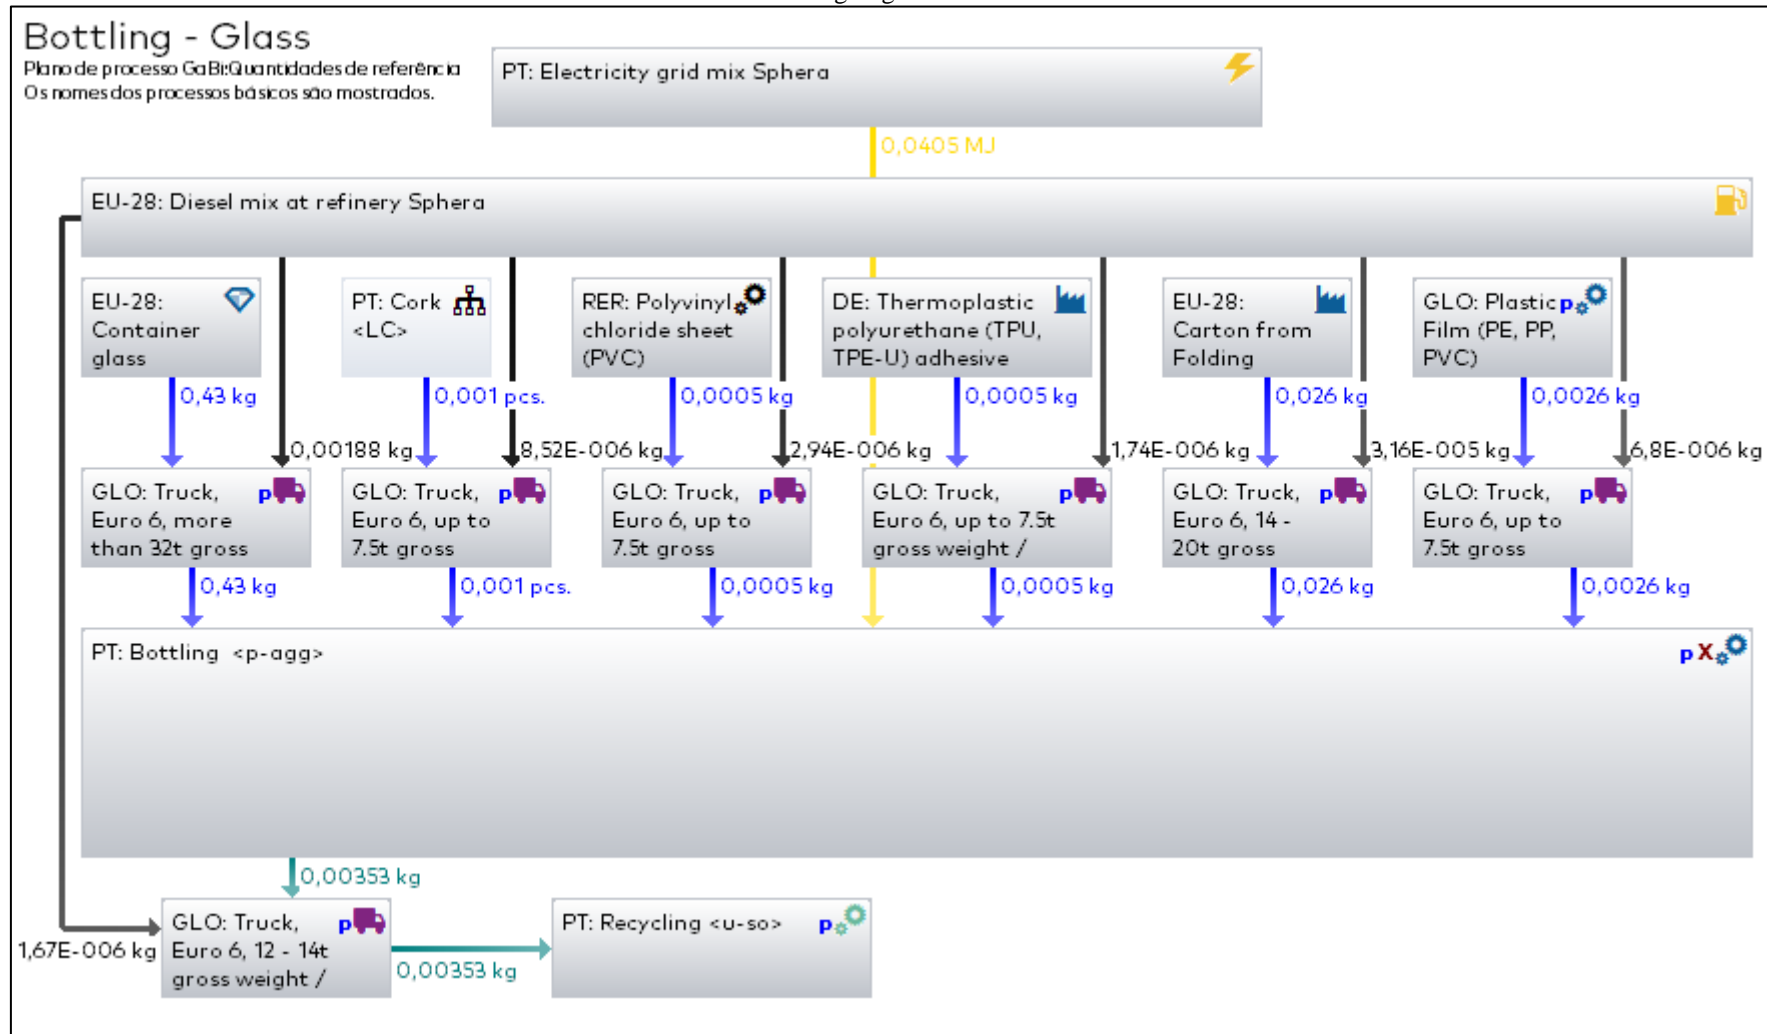 Bottling - Glass
Plano de processo GaBi:Quantidades de referência
Os nomes dos processos básicos são mostrados.
PT: Electricity grid mix Sphera
0,0405 MJ
EU-28: Diesel mix at refinery Sphera
EU-28:
Container
glass
PT: Cork
<LC>
RER: Polyvinyl
chloride sheet
(PVC)
DE: Thermoplastic
polyurethane (TPU,
TPE-U) adhesive
EU-28:
Carton from
Folding
GLO: Plastic p
Film (PE, PP,
PVC)
0,43 kg
0,001 pcs.
0,0005 kg
0,0005 kg
0,026 kg
0,0026 kg
0,00188 kg
8,52E-006 kg
2,94E-006 kg
1,74E-006 kg
3,16E-005 kg
6,8E-006 kg
GLO: Truck, p
Euro 6, more
than 32t gross
GLO: Truck, p
Euro 6, up to
7.5t gross
GLO: Truck, p
Euro 6, up to
7.5t gross
GLO: Truck, p
Euro 6, up to 7.5t
gross weight /
GLO: Truck, p
Euro 6, 14 -
20t gross
GLO: Truck, p
Euro 6, up to
7.5t gross
0,43 kg
0,001 pcs.
0,0005 kg
0,0005 kg
0,026 kg
0,0026 kg
PT: Bottling <p-agg> p X
0,00353 kg
GLO: Truck, p
Euro 6, 12 - 14t
gross weight /
1,67E-006 kg
0,00353 kg
PT: Recycling <u-so> p